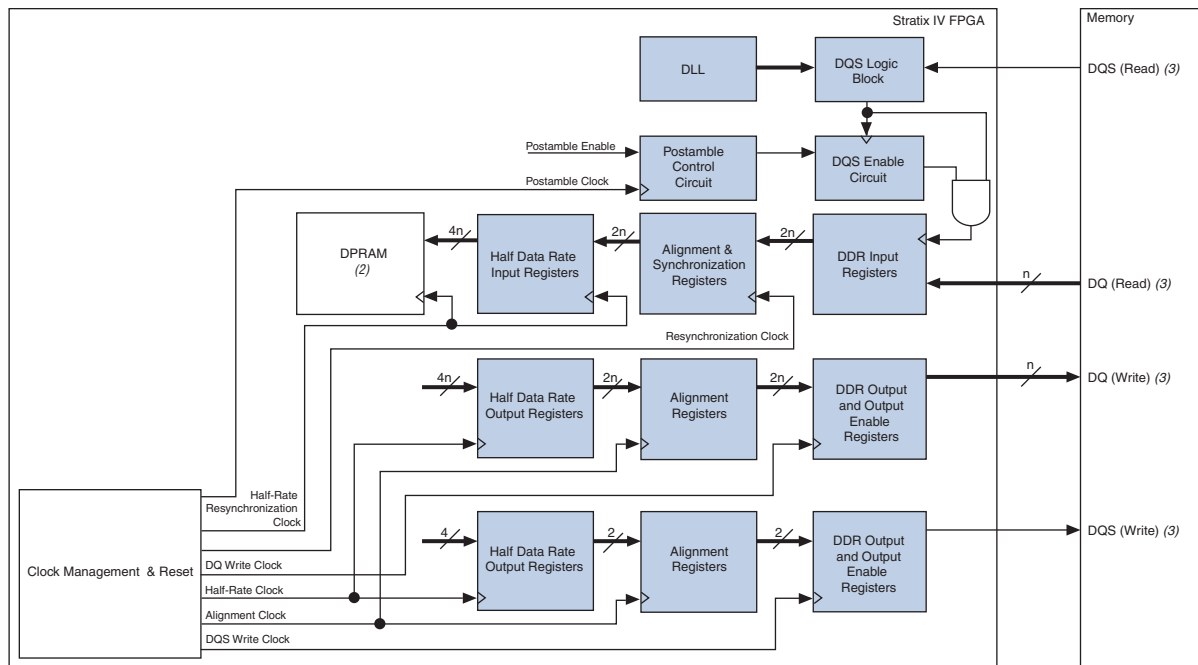 Stratix IV FPGA
Memory
DLL
DQS Logic
Block
DQS (Read) (3)
Postamble Enable
Postamble Clock
Postamble
Control
Circuit
DQS Enable
Circuit
DPRAM
(2)
4n
Half Data Rate
Input Registers
2n
Alignment &
Synchronization
Registers
2n
DDR Input
Registers
n
DQ (Read) (3)
Resynchronization Clock
4n
Half Data Rate
Output Registers
2n
Alignment
Registers
2n
DDR Output
and Output
Enable
Registers
n
DQ (Write) (3)
Clock Management & Reset
Half-Rate
Resynchronization
Clock
DQ Write Clock
Half-Rate Clock
Alignment Clock
DQS Write Clock
4
Half Data Rate
Output Registers
2
Alignment
Registers
2
DDR Output
and Output
Enable
Registers
DQS (Write) (3)